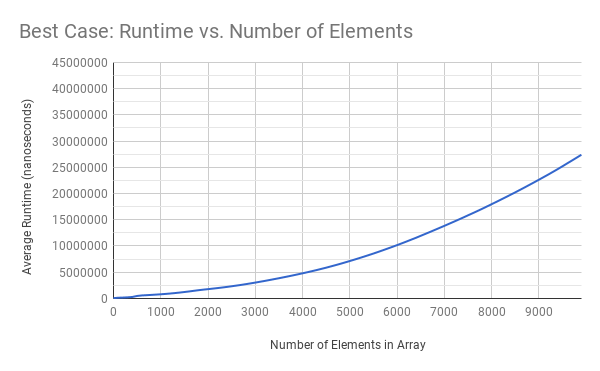 Best Case: Runtime vs. Number of Elements
Average Runtime (nanoseconds)
45000000
40000000
35000000
30000000
25000000
20000000
15000000
10000000
5000000
0
0 1000 2000 3000 4000 5000 6000 7000 8000 9000
Number of Elements in Array